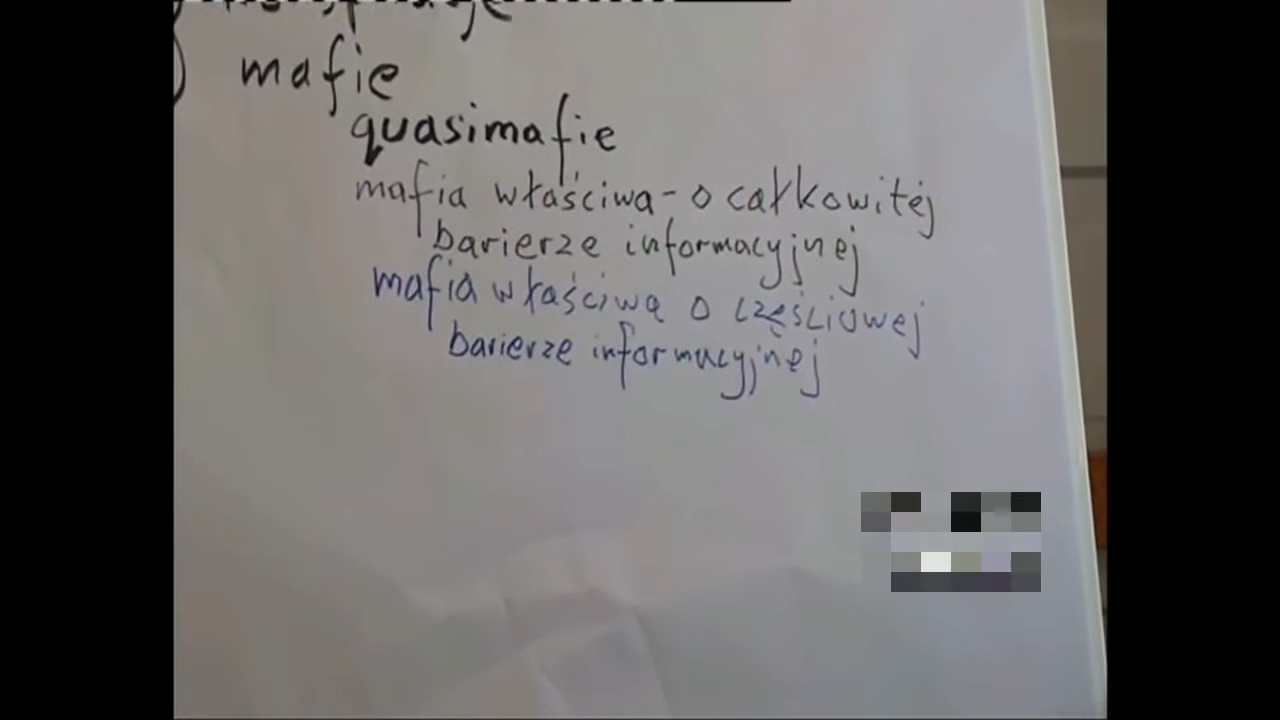 mafie
quasimafie
mafia właściwa - o całkowitej
barierze informacyjnej
mafia właściwa o częściowej
barierze informacyjnej